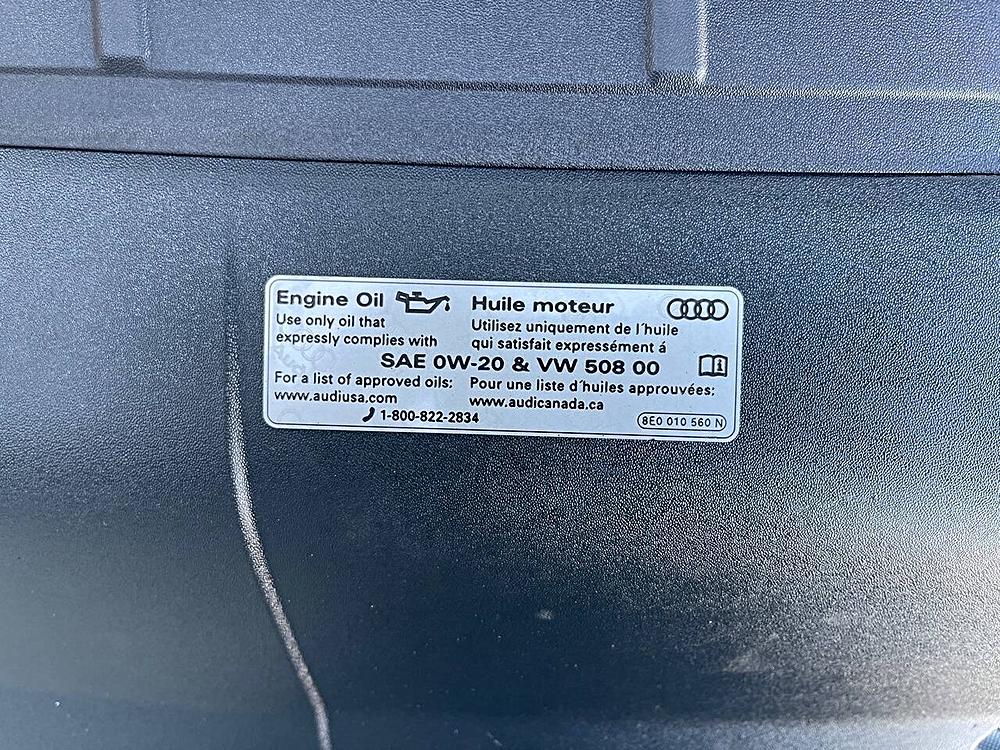 Engine Oil
Use only oil that
expressly complies with
Huile moteur
Utilisez uniquement de l'huile
qui satisfait expressément á
SAE 0W-20 & VW 508 00
For a list of approved oils:
www.audiusa.com
Pour une liste d'huiles approuvées:
www.audicanada.ca
1-800-822-2834
8E0 010 560 N